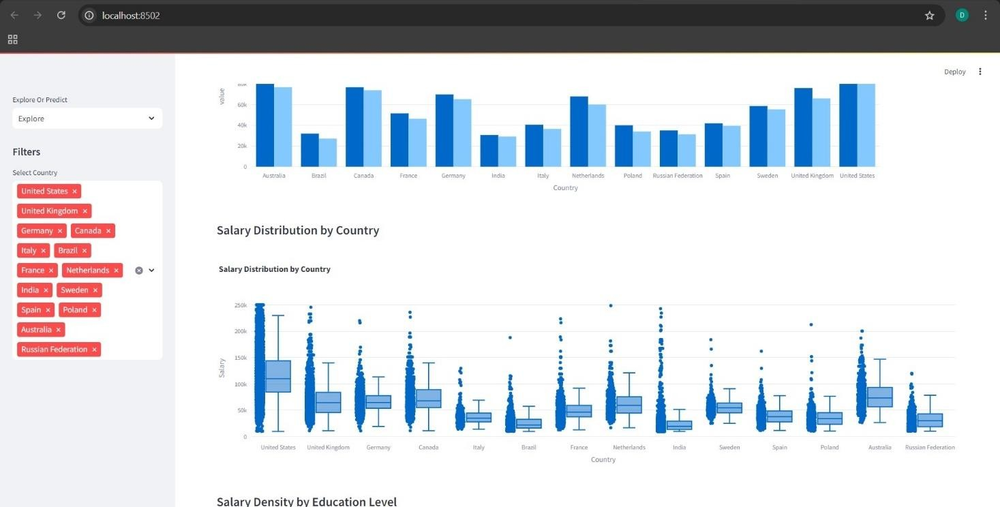 localhost:8502
D
Deploy
Explore Or Predict
Explore
Filters
Select Country
United States ×
United Kingdom ×
Germany × Canada ×
Italy × Brazil ×
France × Netherlands ×
India × Sweden ×
Spain × Poland ×
Australia ×
Russian Federation ×
value
80k
60k
40k
20k
0
Australia Brazil Canada France Germany India Italy Netherlands Poland Russian Federation Spain Sweden United Kingdom United States
Country
Salary Distribution by Country
Salary Distribution by Country
Salary
250k
200k
150k
100k
50k
0
United States United Kingdom Germany Canada Italy Brazil France Netherlands India Sweden Spain Poland Australia Russian Federation
Country
Salary Density by Education Level